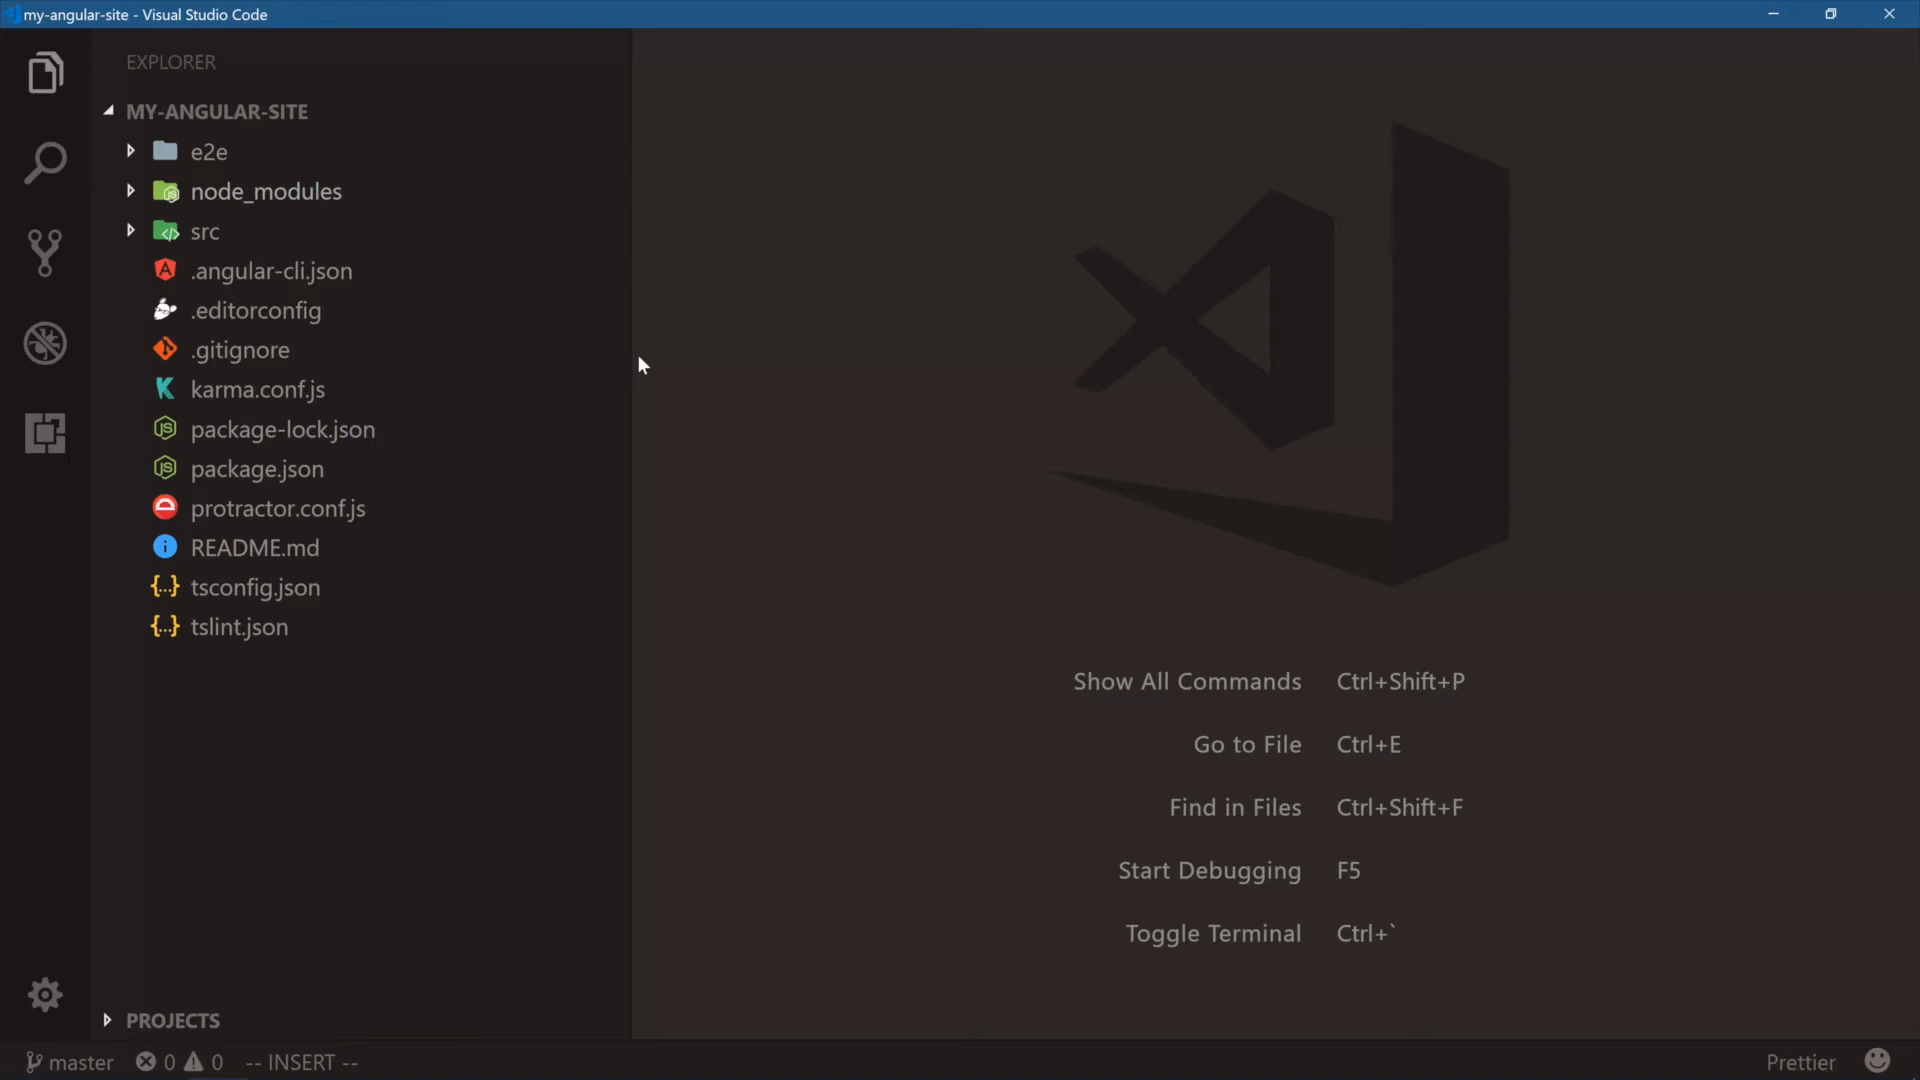 my-angular-site - Visual Studio Code
EXPLORER
MY-ANGULAR-SITE
e2e
node_modules
src
.angular-cli.json
.editorconfig
.gitignore
karma.conf.js
package-lock.json
package.json
protractor.conf.js
README.md
tsconfig.json
tslint.json
PROJECTS
Show All Commands Ctrl+Shift+P
Go to File Ctrl+E
Find in Files Ctrl+Shift+F
Start Debugging F5
Toggle Terminal Ctrl+`
master 0 0 -- INSERT -- Prettier